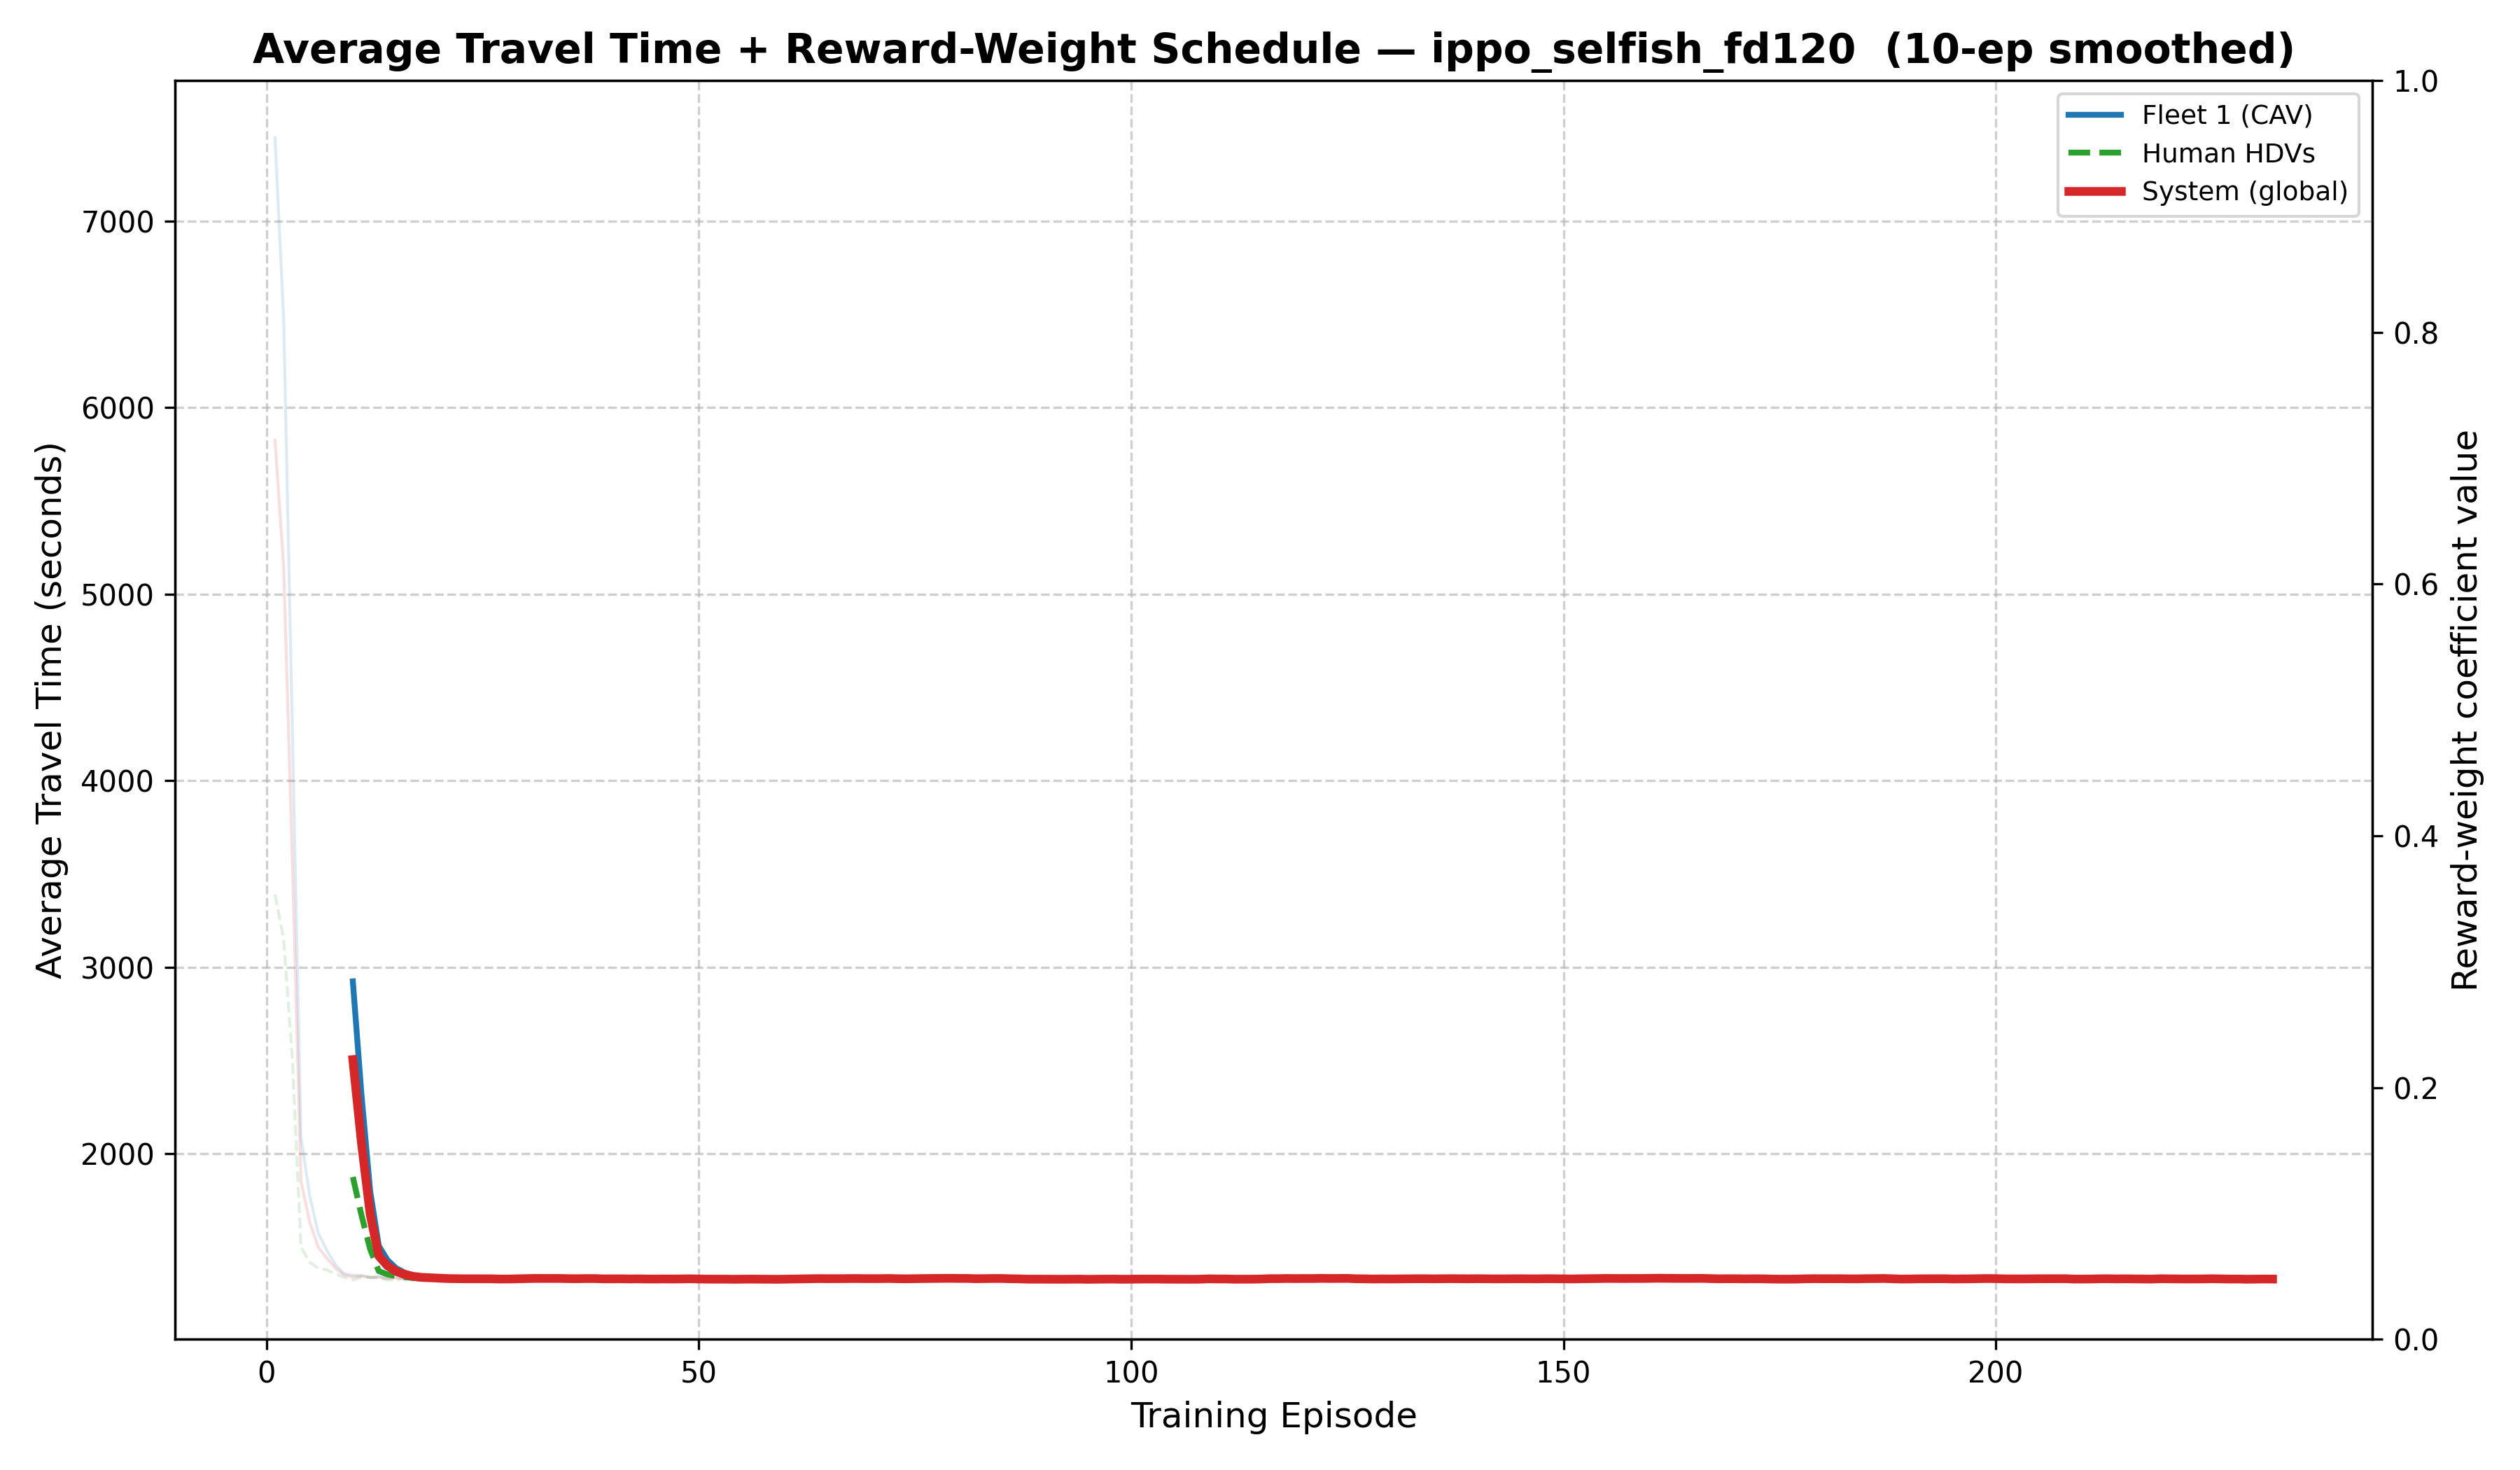 Average Travel Time + Reward-Weight Schedule — ippo_selfish_fd120  (10-ep smoothed)
Fleet 1 (CAV)
Human HDVs
System (global)
Average Travel Time (seconds)
7000
6000
5000
4000
3000
2000
1.0
0.8
0.6
0.4
0.2
0.0
Reward-weight coefficient value
0
50
100
150
200
Training Episode